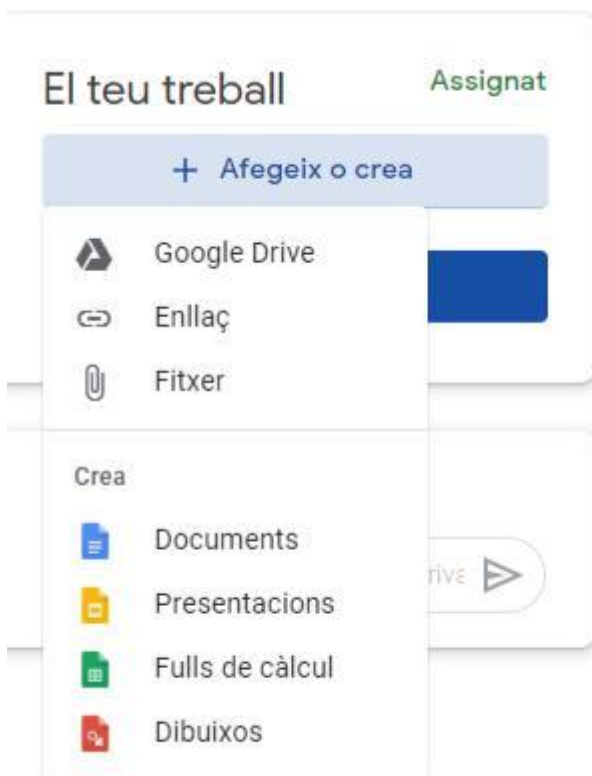 El teu treball
Assignat
+ Afegeix o crea
Google Drive
Enllaç
Fitxer
Crea
Documents
Presentacions
Fulls de càlcul
Dibuixos